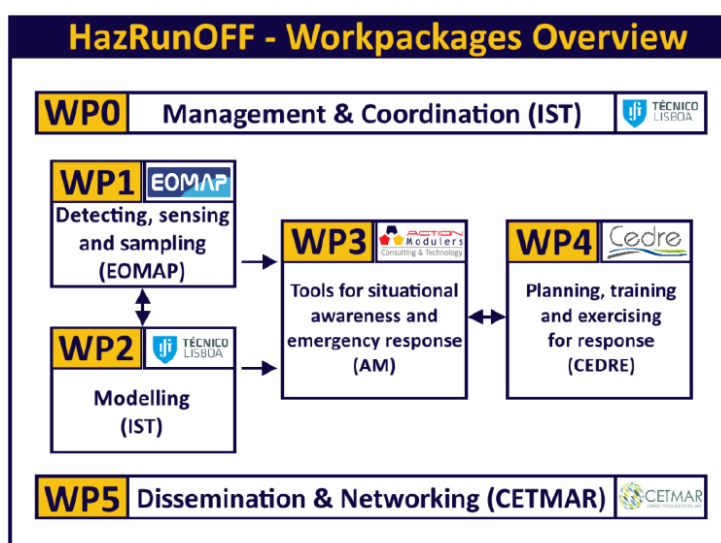 HazRunOFF - Workpackages Overview
WP0 Management & Coordination (IST) TÉCNICO
LISBOA
WP1 EOMAP
Detecting, sensing
and sampling
(EOMAP)
WP2 TÉCNICO
LISBOA
Modelling
(IST)
WP3 ACTION
Modulers
Consulting & Technology
Tools for situational
awareness and
emergency response
(AM)
WP4 Cedre
Planning, training
and exercising
for response
(CEDRE)
WP5 Dissemination & Networking (CETMAR) CETMAR